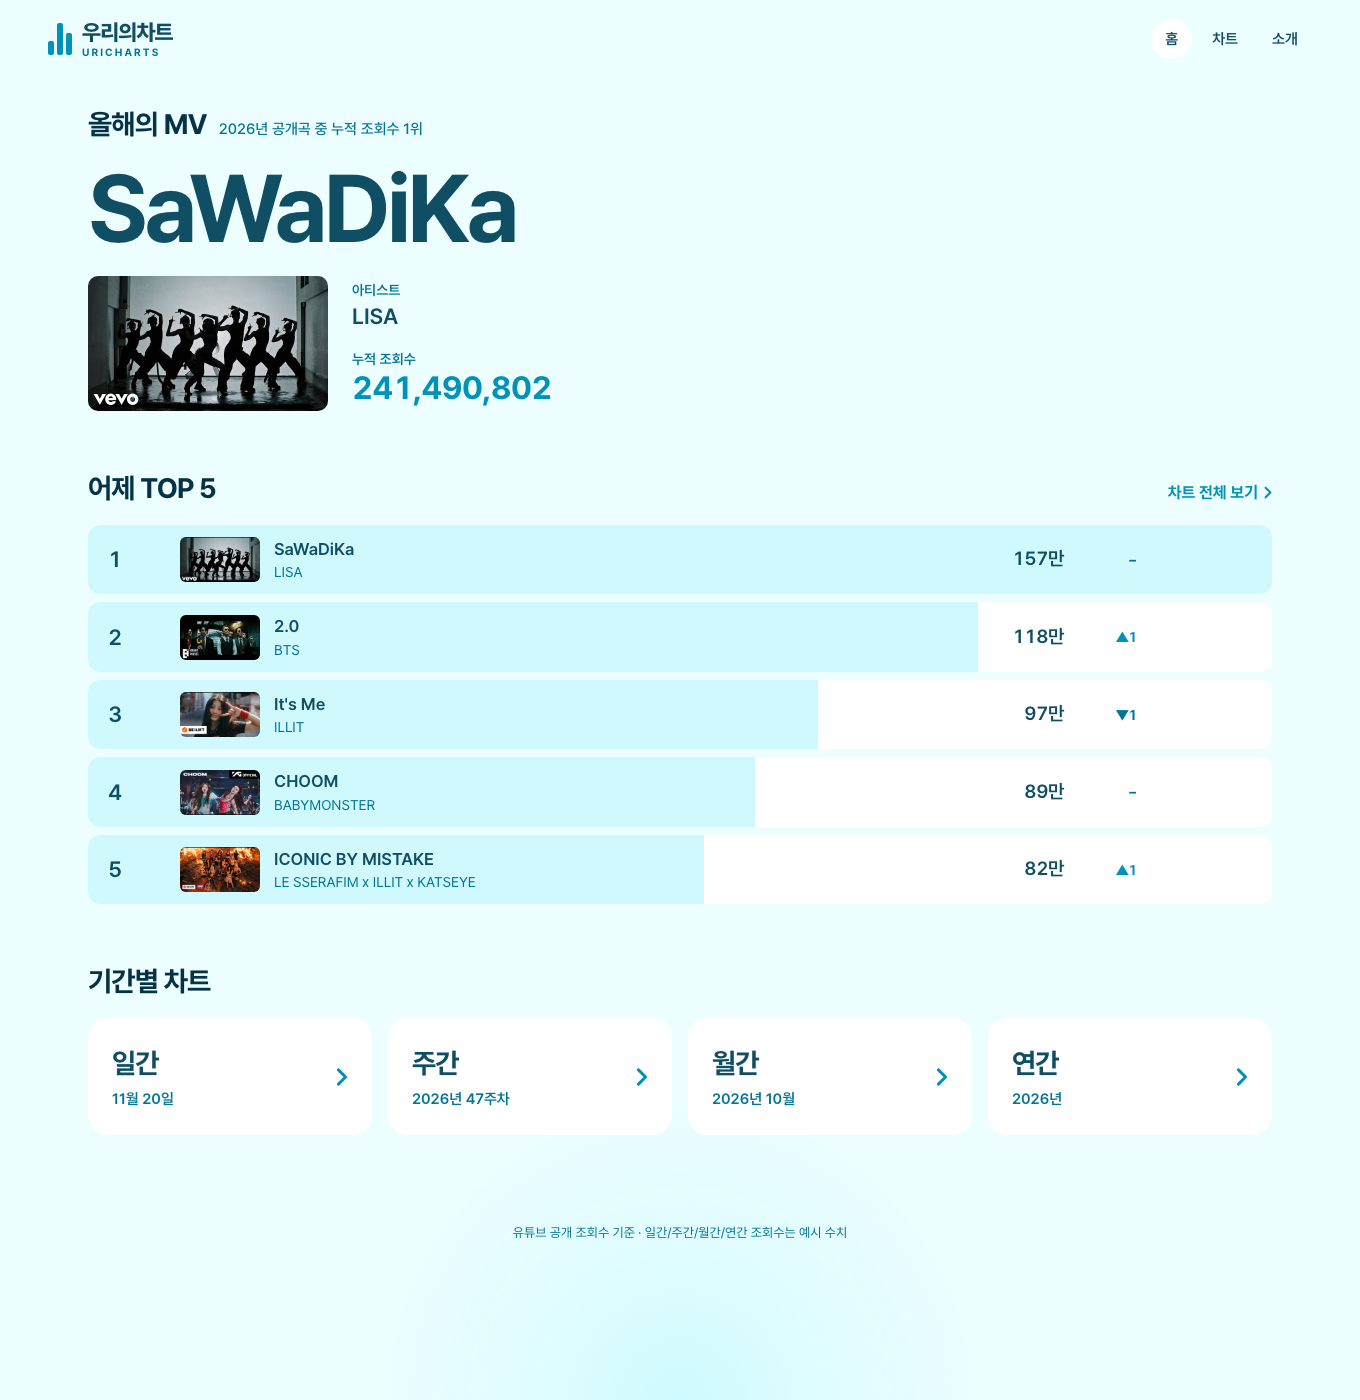 우리의차트
URICHARTS
홈
차트
소개
올해의 MV
2026년 공개곡 중 누적 조회수 1위
SaWaDiKa
vevo
아티스트
LISA
누적 조회수
241,490,802
어제 TOP 5
차트 전체 보기
1
SaWaDiKa
LISA
157만
–
2
2.0
BTS
118만
▲1
3
It's Me
ILLIT
97만
▼1
4
CHOOM
CHOOM
BABYMONSTER
89만
–
5
ICONIC BY MISTAKE
LE SSERAFIM x ILLIT x KATSEYE
82만
▲1
기간별 차트
일간
11월 20일
주간
2026년 47주차
월간
2026년 10월
연간
2026년
유튜브 공개 조회수 기준 · 일간/주간/월간/연간 조회수는 예시 수치